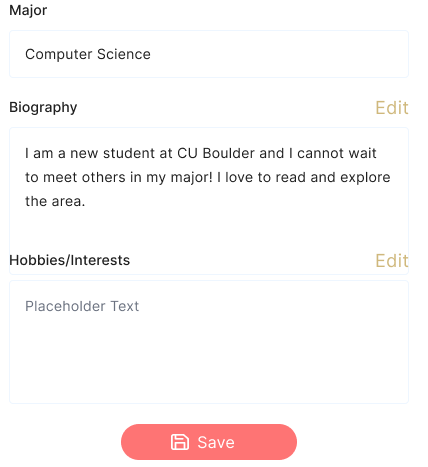 Major
Computer Science
Biography
Edit
I am a new student at CU Boulder and I cannot wait
to meet others in my major! I love to read and explore
the area.
Hobbies/Interests
Edit
Placeholder Text
Save